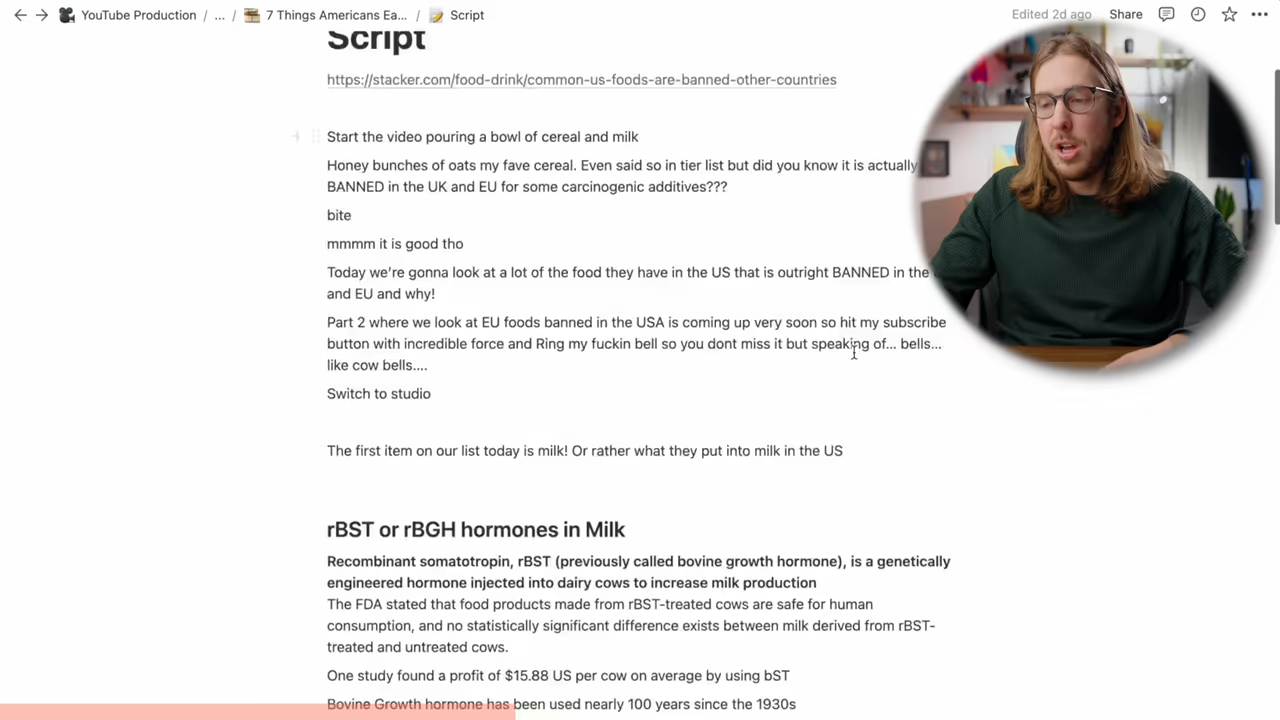 YouTube Production / ... / 7 Things Americans Ea... / Script
Edited 2d ago Share
Script
https://stacker.com/food-drink/common-us-foods-are-banned-other-countries
Start the video pouring a bowl of cereal and milk
Honey bunches of oats my fave cereal. Even said so in tier list but did you know it is actually
BANNED in the UK and EU for some carcinogenic additives???
bite
mmmm it is good tho
Today we’re gonna look at a lot of the food they have in the US that is outright BANNED in the
and EU and why!
Part 2 where we look at EU foods banned in the USA is coming up very soon so hit my subscribe
button with incredible force and Ring my fuckin bell so you dont miss it but speaking of... bells...
like cow bells....
Switch to studio
The first item on our list today is milk! Or rather what they put into milk in the US
rBST or rBGH hormones in Milk
Recombinant somatotropin, rBST (previously called bovine growth hormone), is a genetically
engineered hormone injected into dairy cows to increase milk production
The FDA stated that food products made from rBST-treated cows are safe for human
consumption, and no statistically significant difference exists between milk derived from rBST-
treated and untreated cows.
One study found a profit of $15.88 US per cow on average by using bST
Bovine Growth hormone has been used nearly 100 years since the 1930s